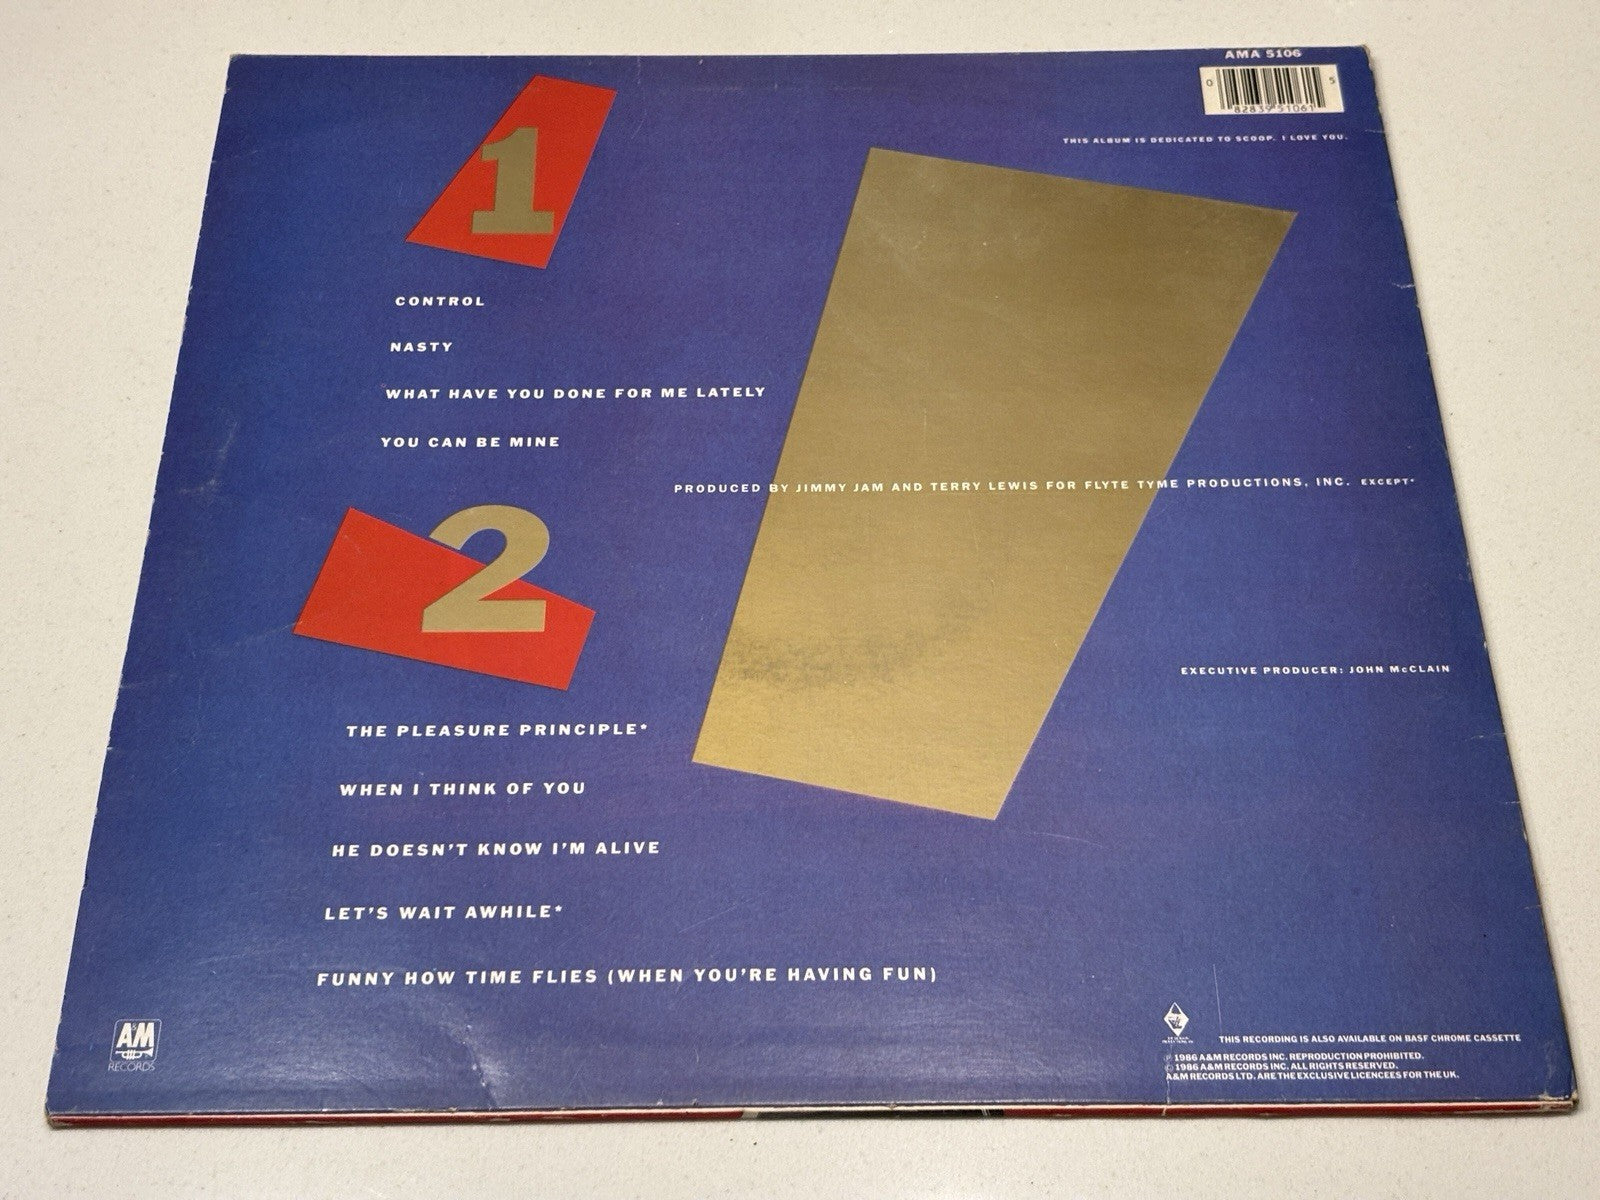 AMA 5106
0 82839 51061 5
THIS ALBUM IS DEDICATED TO SCOOP. I LOVE YOU.
1
CONTROL
NASTY
WHAT HAVE YOU DONE FOR ME LATELY
YOU CAN BE MINE
PRODUCED BY JIMMY JAM AND TERRY LEWIS FOR FLYTE TYME PRODUCTIONS, INC. EXCEPT*
2
EXECUTIVE PRODUCER: JOHN McCLAIN
THE PLEASURE PRINCIPLE*
WHEN I THINK OF YOU
HE DOESN'T KNOW I'M ALIVE
LET'S WAIT AWHILE*
FUNNY HOW TIME FLIES (WHEN YOU'RE HAVING FUN)
A&M
RECORDS
THIS RECORDING IS ALSO AVAILABLE ON BASF CHROME CASSETTE
℗ 1986 A&M RECORDS INC. REPRODUCTION PROHIBITED.
© 1986 A&M RECORDS INC. ALL RIGHTS RESERVED.
A&M RECORDS LTD. ARE THE EXCLUSIVE LICENCEES FOR THE UK.